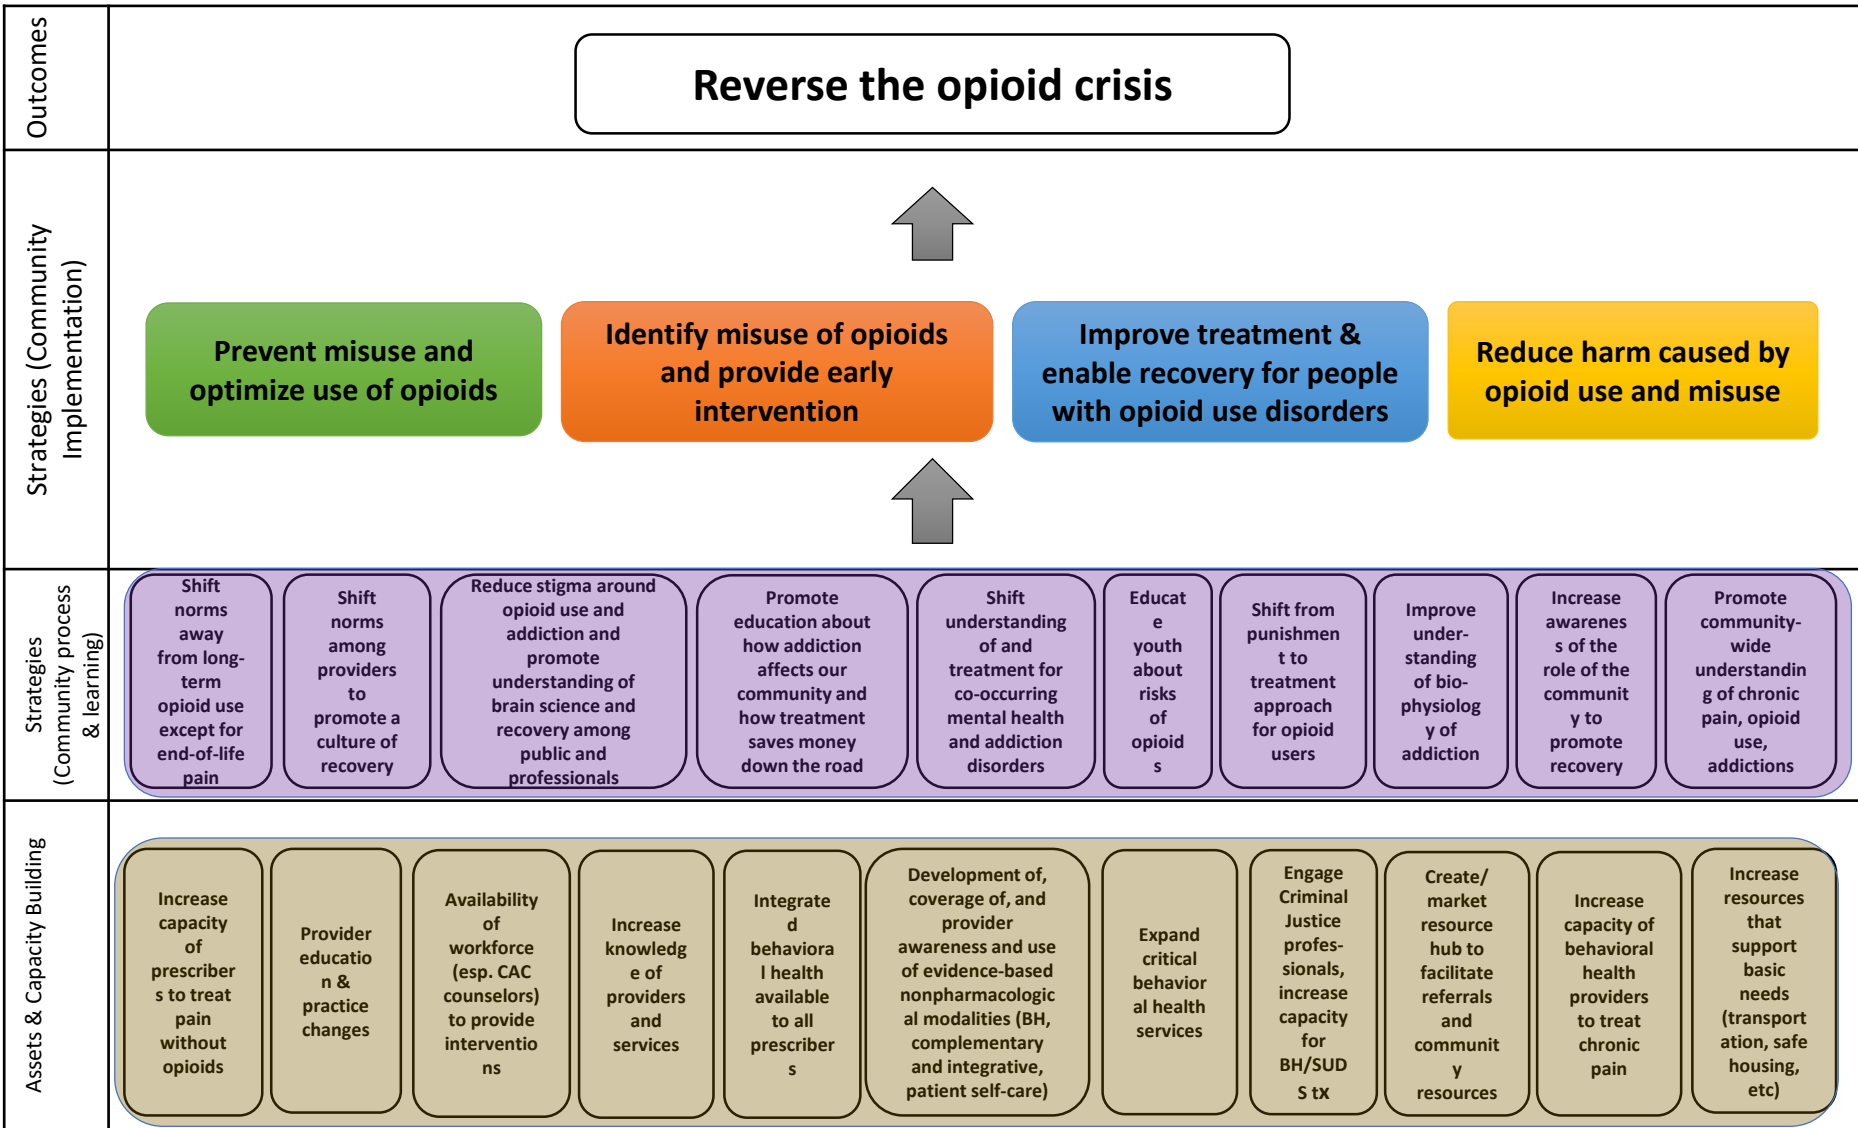 Outcomes
Reverse the opioid crisis
Strategies (Community
Implementation)
Prevent misuse and
optimize use of opioids
Identify misuse of opioids
and provide early
intervention
Improve treatment &
enable recovery for people
with opioid use disorders
Reduce harm caused by
opioid use and misuse
Strategies
(Community process
& learning)
Shift
norms
away
from long-
term
opioid use
except for
end-of-life
pain
Shift
norms
among
providers
to
promote a
culture of
recovery
Reduce stigma around
opioid use and
addiction and
promote
understanding of
brain science and
recovery among
public and
professionals
Promote
education about
how addiction
affects our
community and
how treatment
saves money
down the road
Shift
understanding
of and
treatment for
co-occurring
mental health
and addiction
disorders
Educat
e
youth
about
risks
of
opioid
s
Shift from
punishmen
t to
treatment
approach
for opioid
users
Improve
under-
standing
of bio-
physiolog
y of
addiction
Increase
awarenes
s of the
role of the
communit
y to
promote
recovery
Promote
community-
wide
understandin
g of chronic
pain, opioid
use,
addictions
Assets & Capacity Building
Increase
capacity
of
prescriber
s to treat
pain
without
opioids
Provider
educatio
n &
practice
changes
Availability
of
workforce
(esp. CAC
counselors)
to provide
interventio
ns
Increase
knowledg
e of
providers
and
services
Integrate
d
behaviora
l health
available
to all
prescriber
s
Development of,
coverage of, and
provider
awareness and use
of evidence-based
nonpharmacologic
al modalities (BH,
complementary
and integrative,
patient self-care)
Expand
critical
behavior
al health
services
Engage
Criminal
Justice
profes-
sionals,
increase
capacity
for
BH/SUD
S tx
Create/
market
resource
hub to
facilitate
referrals
and
communit
y
resources
Increase
capacity of
behavioral
health
providers
to treat
chronic
pain
Increase
resources
that
support
basic
needs
(transport
ation, safe
housing,
etc)